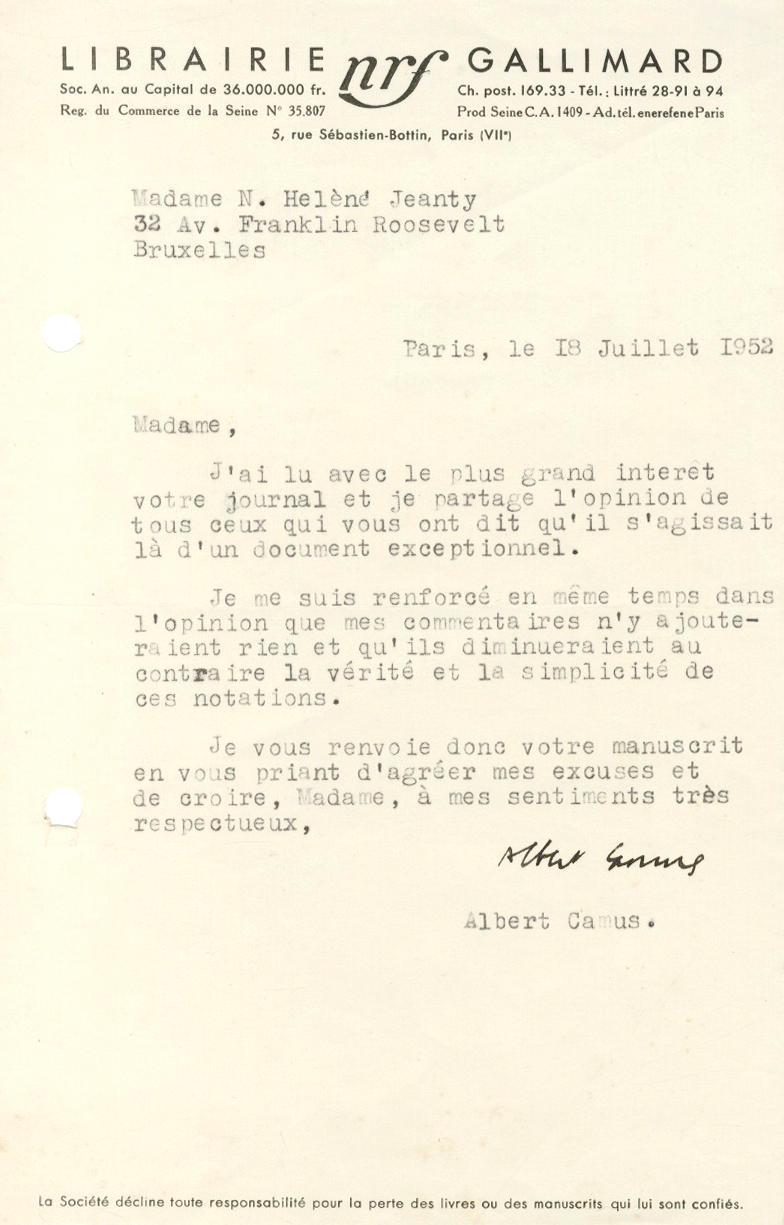 LIBRAIRIE nrf GALLIMARD
Soc. An. au Capital de 36.000.000 fr.
Reg. du Commerce de la Seine N° 35.807
Ch. post. 169.33 - Tél.: Littré 28-91 à 94
Prod Seine C.A. 1409 - Ad. tél. enerefene Paris
5, rue Sébastien-Bottin, Paris (VIIe)
Madame N. Helèné Jeanty
32 Av. Franklin Roosevelt
Bruxelles
Paris, le I8 Juillet I952
Madame,
J'ai lu avec le plus grand interêt
votre journal et je partage l'opinion de
tous ceux qui vous ont dit qu'il s'agissait
là d'un document exceptionnel.
Je me suis renforcé en même temps dans
l'opinion que mes commentaires n'y ajoute-
raient rien et qu'ils diminueraient au
contraire la vérité et la simplicité de
ces notations.
Je vous renvoie donc votre manuscrit
en vous priant d'agréer mes excuses et
de croire, Madame, à mes sentiments très
respectueux,
Albert Camus
Albert Camus.
La Société décline toute responsabilité pour la perte des livres ou des manuscrits qui lui sont confiés.